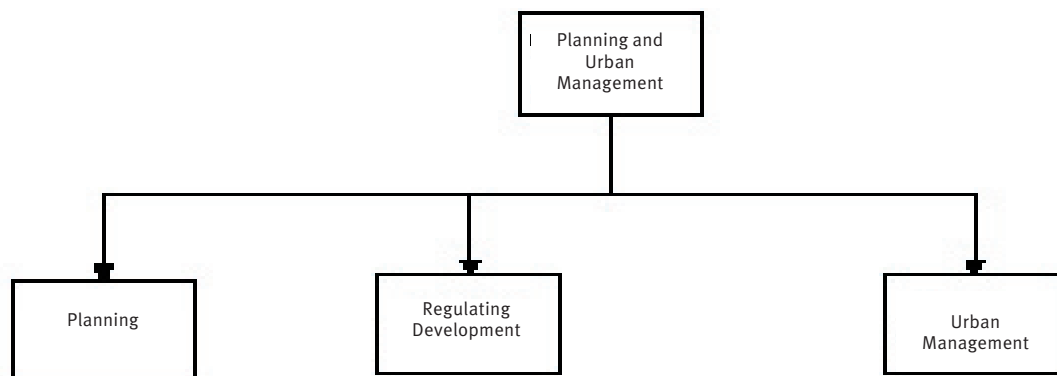 Planning and
Urban
Management
Planning
Regulating
Development
Urban
Management